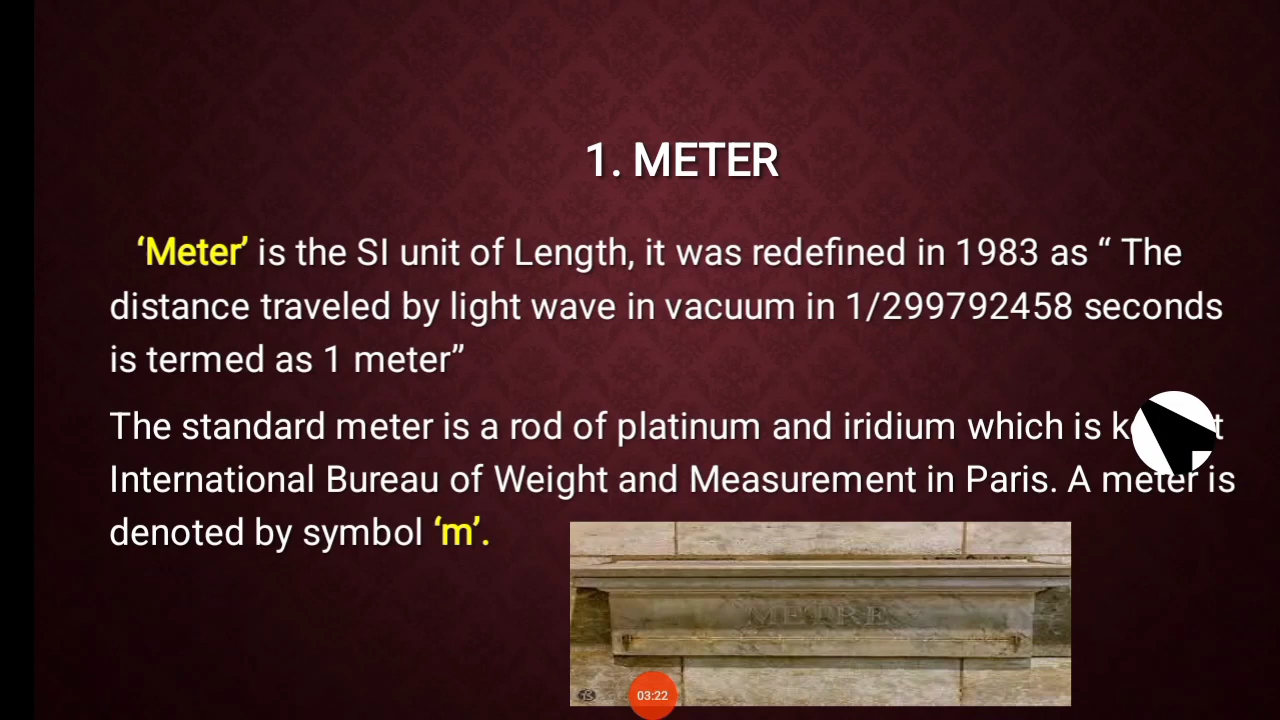 1. METER
‘Meter’ is the SI unit of Length, it was redefined in 1983 as “ The
distance traveled by light wave in vacuum in 1/299792458 seconds
is termed as 1 meter”
The standard meter is a rod of platinum and iridium which is
International Bureau of Weight and Measurement in Paris. A meter is
denoted by symbol ‘m’.
METRE
03:22